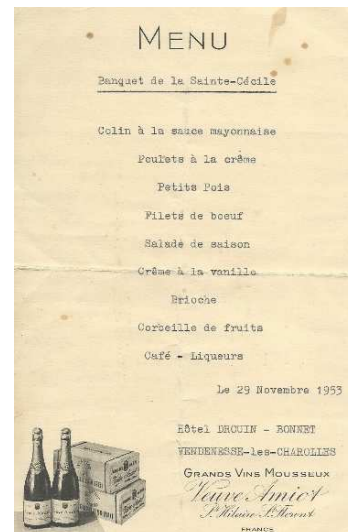 MENU
Banquet de la Sainte-Cécile
Colin à la sauce mayonnaise
Poulets à la crême
Petits Pois
Filets de boeuf
Salade de saison
Crême à la vanille
Brioche
Corbeille de fruits
Café - Liqueurs
Le 29 Novembre 1953
Hôtel DROUIN - BONNET
VENDENESSE-les-CHAROLLES
GRANDS VINS MOUSSEUX
Veuve Amiot
St Hilaire-St Florent
FRANCE